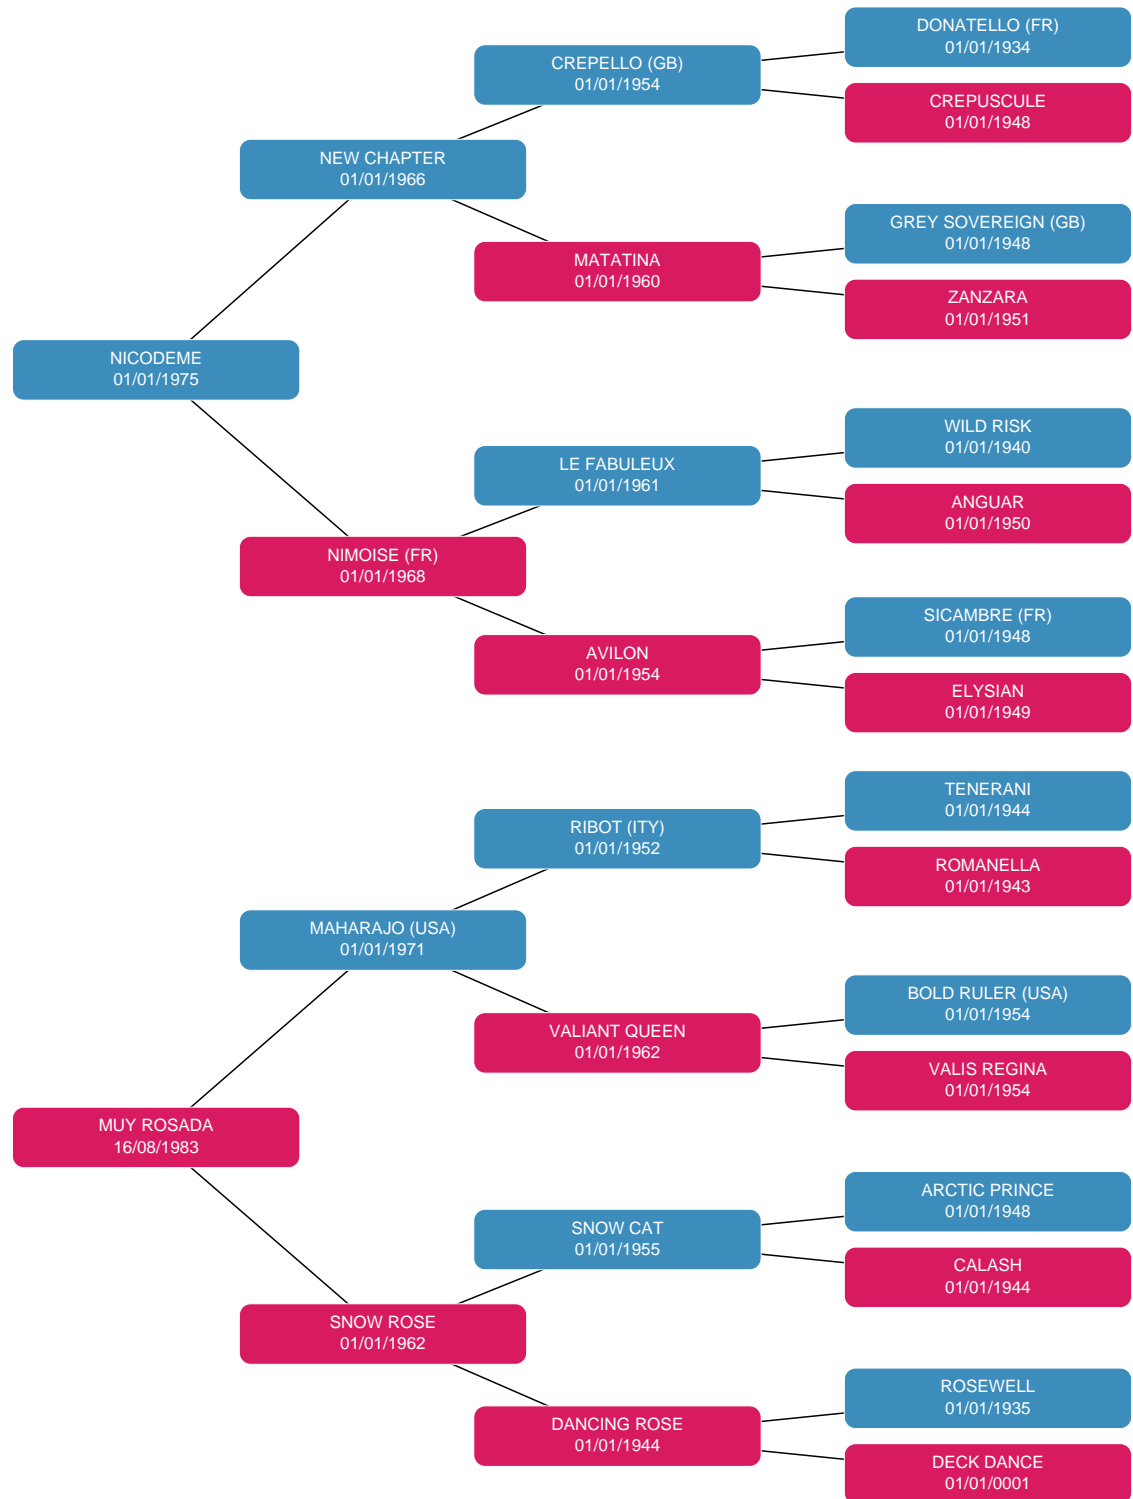 DONATELLO (FR)
01/01/1934
CREPELLO (GB)
01/01/1954
CREPUSCULE
01/01/1948
NEW CHAPTER
01/01/1966
GREY SOVEREIGN (GB)
01/01/1948
MATATINA
01/01/1960
ZANZARA
01/01/1951
NICODEME
01/01/1975
WILD RISK
01/01/1940
LE FABULEUX
01/01/1961
ANGUAR
01/01/1950
NIMOISE (FR)
01/01/1968
SICAMBRE (FR)
01/01/1948
AVILON
01/01/1954
ELYSIAN
01/01/1949
TENERANI
01/01/1944
RIBOT (ITY)
01/01/1952
ROMANELLA
01/01/1943
MAHARAJO (USA)
01/01/1971
BOLD RULER (USA)
01/01/1954
VALIANT QUEEN
01/01/1962
VALIS REGINA
01/01/1954
MUY ROSADA
16/08/1983
ARCTIC PRINCE
01/01/1948
SNOW CAT
01/01/1955
CALASH
01/01/1944
SNOW ROSE
01/01/1962
ROSEWELL
01/01/1935
DANCING ROSE
01/01/1944
DECK DANCE
01/01/0001